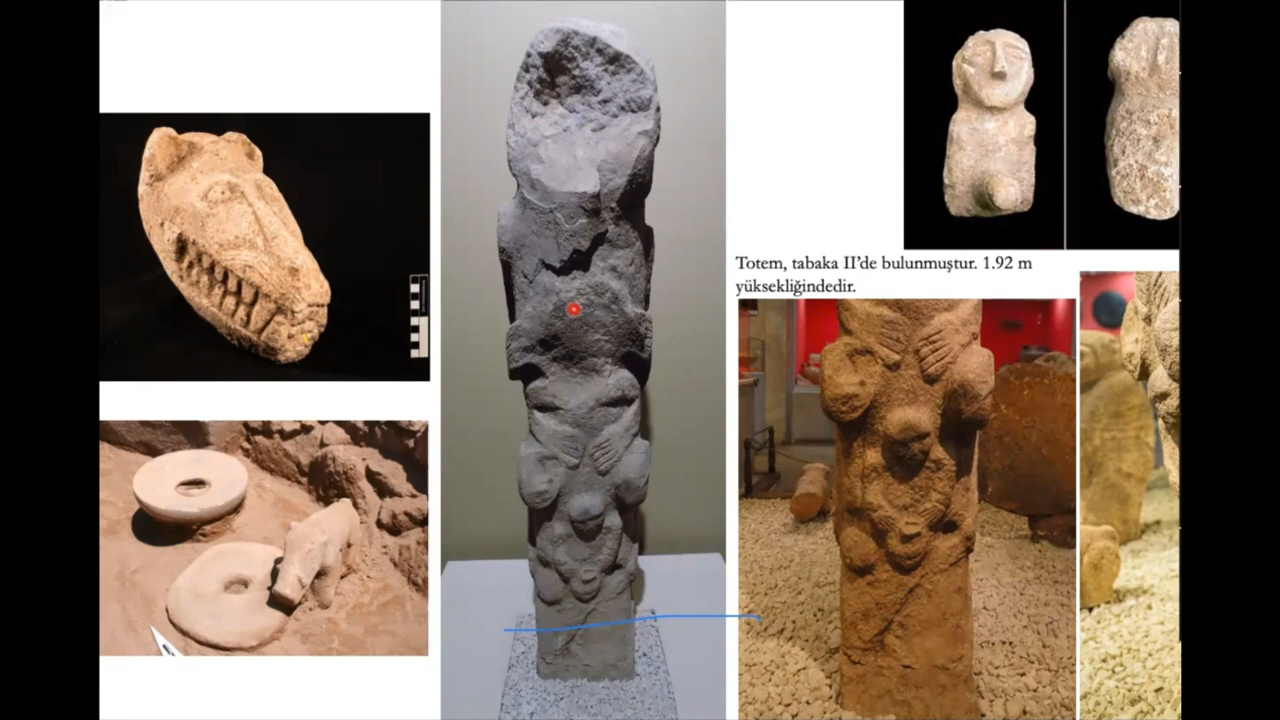 Totem, tabaka II’de bulunmuştur. 1.92 m
yüksekliğindedir.